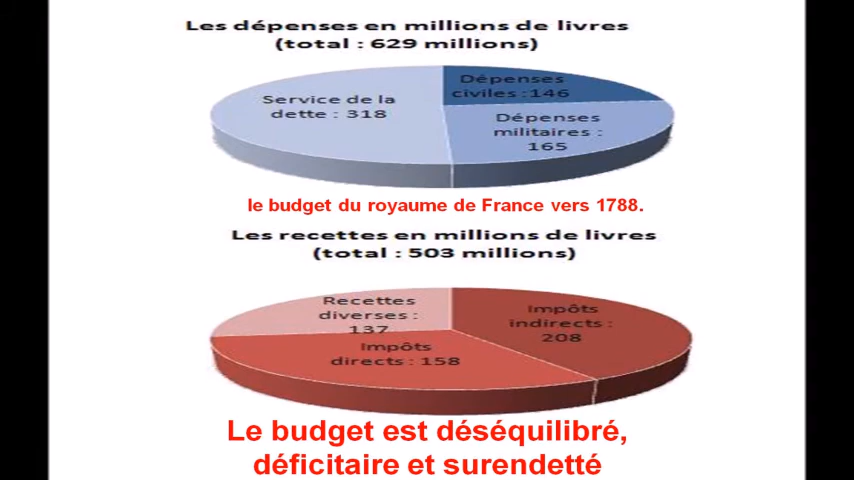 Les dépenses en millions de livres
(total : 629 millions)
Dépenses
civiles :146
Service de la
dette : 318
Dépenses
militaires :
165
le budget du royaume de France vers 1788.
Les recettes en millions de livres
(total : 503 millions)
Recettes
diverses :
137
Impôts
indirects :
208
Impôts
directs : 158
Le budget est déséquilibré,
déficitaire et surendetté